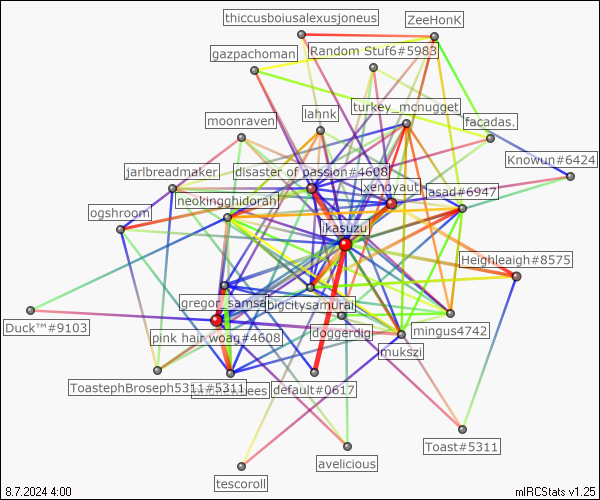 thiccusboiusalexusjoneus
ZeeHonK
gazpachoman
Random Stuf6#5983
moonraven
lahnk
turkey_mcnugget
facadas.
Knowun#6424
jarlbreadmaker
disaster of passion#4608
xenoyaut
asad#6947
ogshroom
neokingghidorah
ikasuzu
Heighleaigh#8575
gregor_samsa
bigcitysamurai
Duck™#9103
pink hair woag#4608
doggerdig
mingus4742
mukszi
ToastephBroseph5311#5311
default#0617
Toast#5311
avelicious
tescoroll
8.7.2024 4:00
mIRCStats v1.25